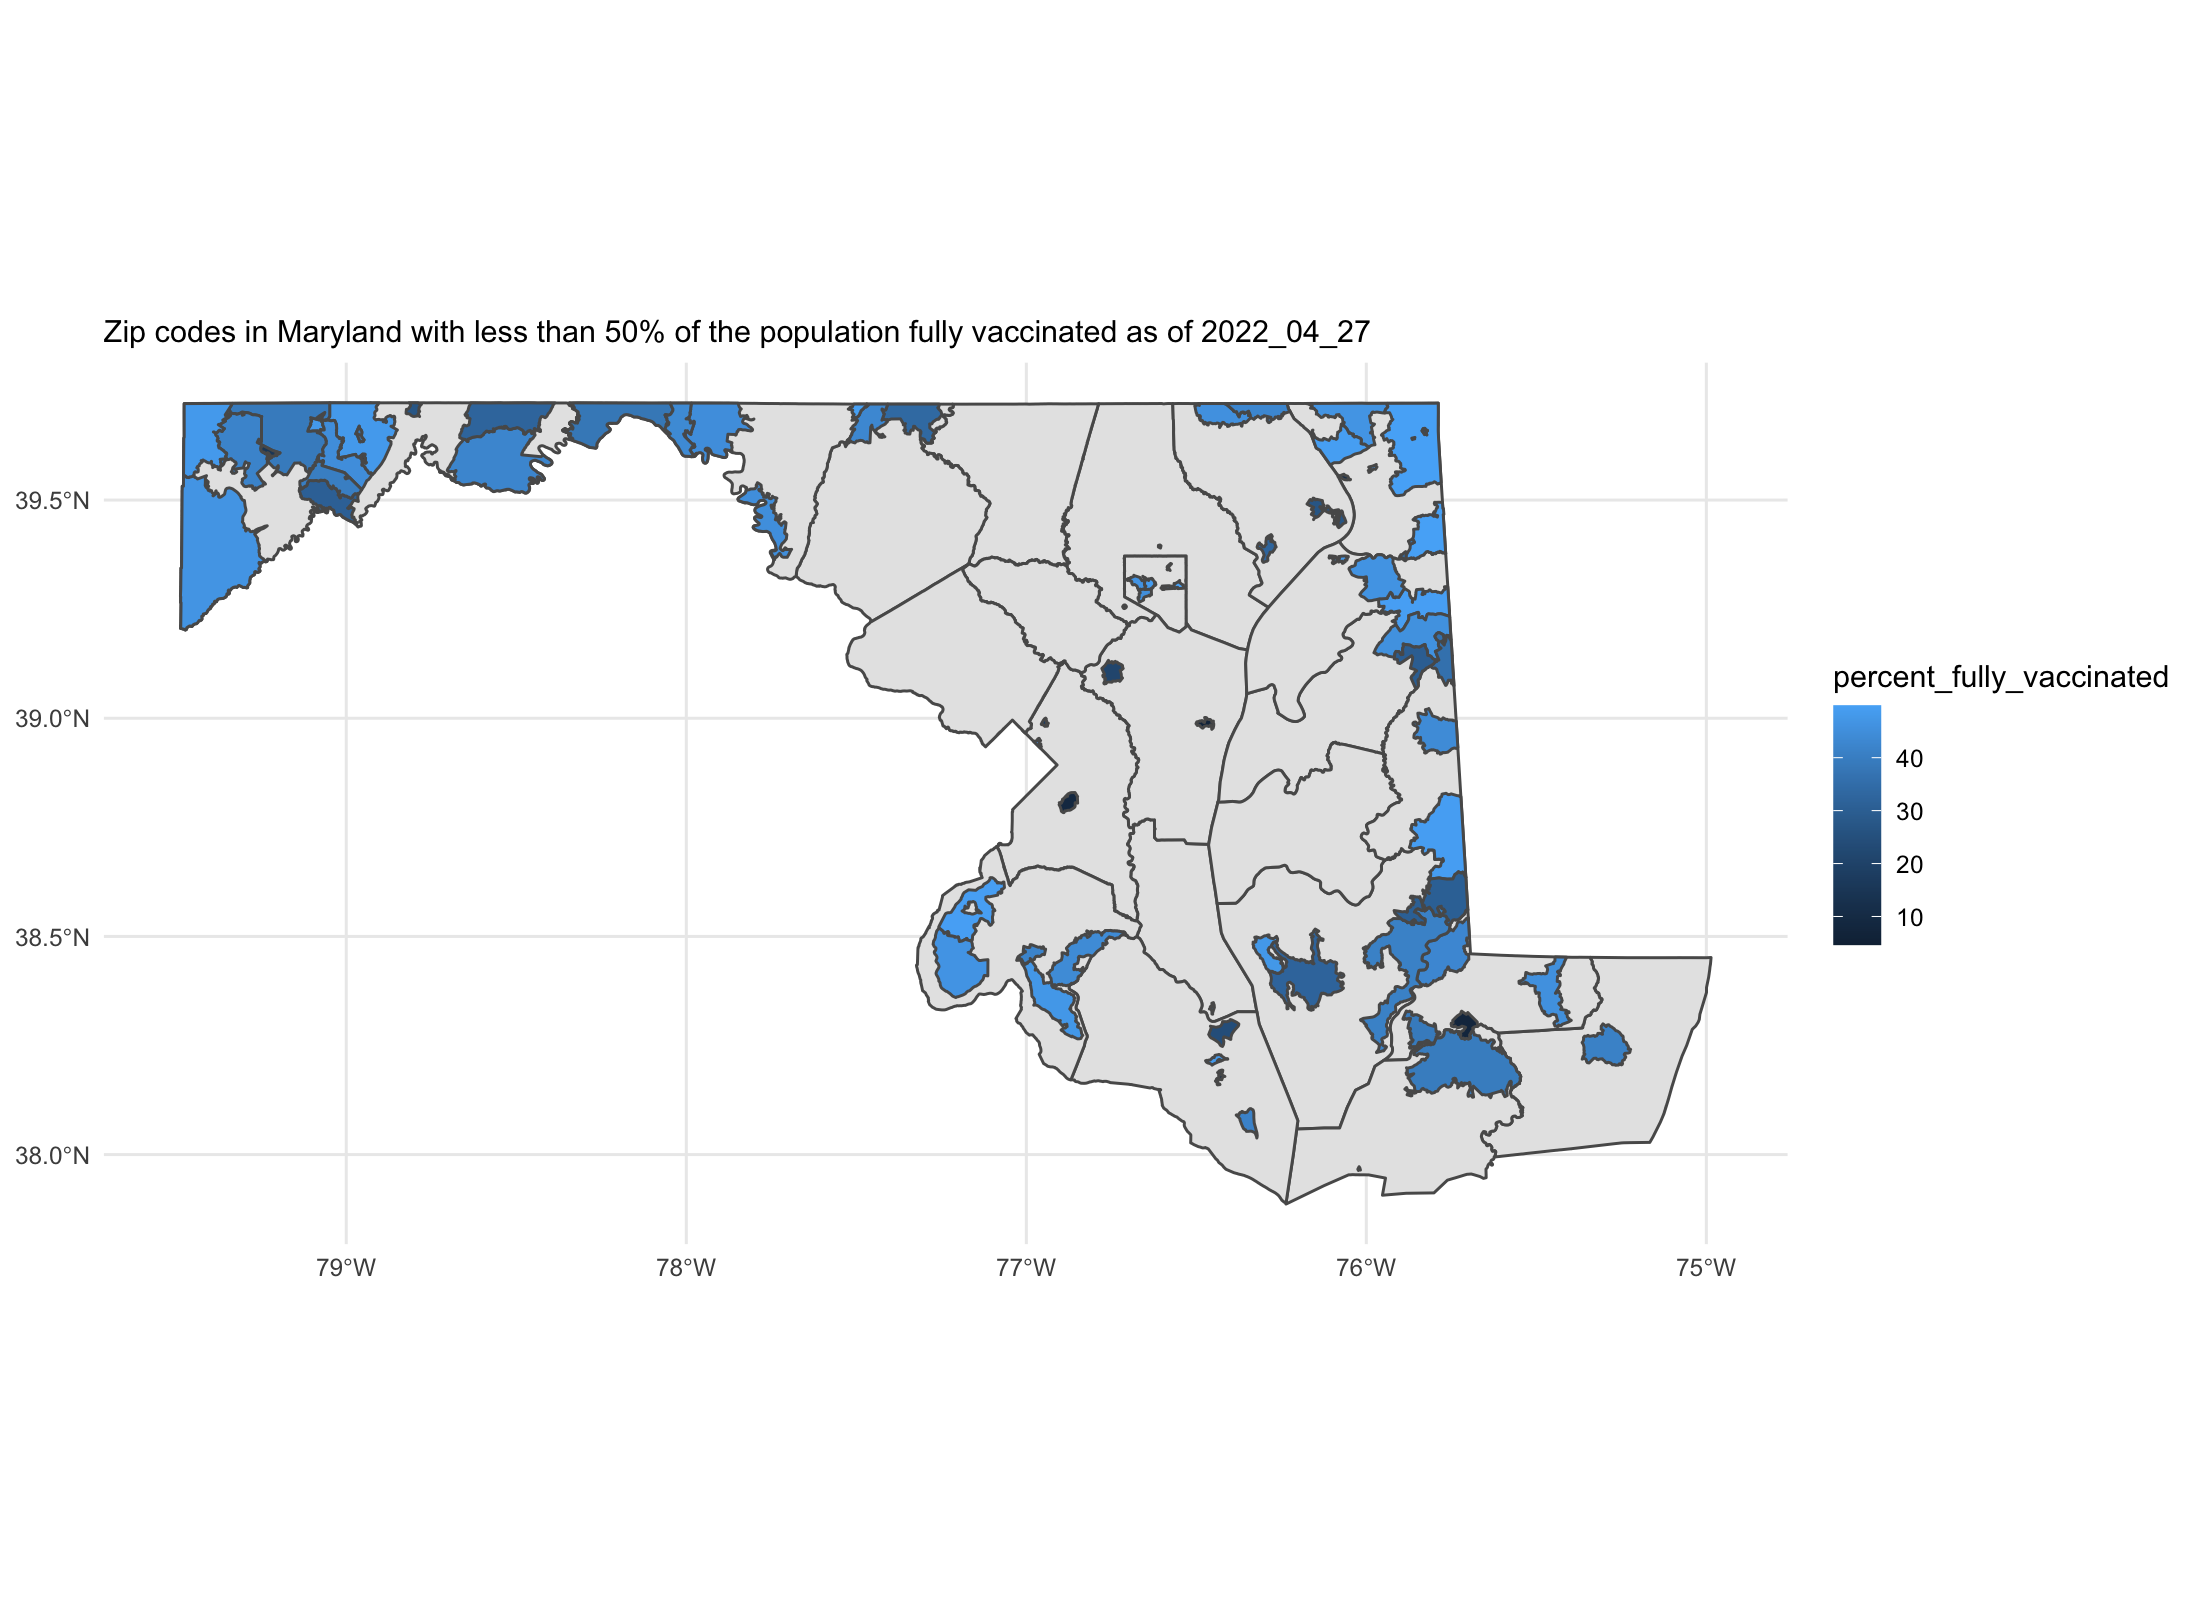 Zip codes in Maryland with less than 50% of the population fully vaccinated as of 2022_04_27
39.5°N
39.0°N
38.5°N
38.0°N
79°W
78°W
77°W
76°W
75°W
percent_fully_vaccinated
40
30
20
10